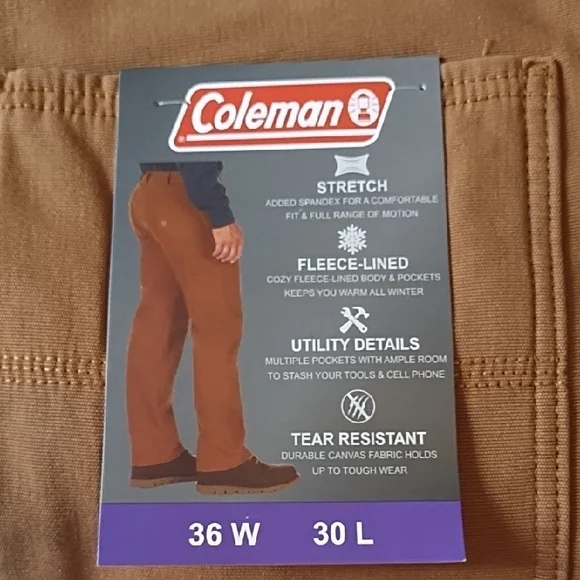 Coleman
STRETCH
ADDED SPANDEX FOR A COMFORTABLE
FIT & FULL RANGE OF MOTION
FLEECE-LINED
COZY FLEECE-LINED BODY & POCKETS
KEEPS YOU WARM ALL WINTER
UTILITY DETAILS
MULTIPLE POCKETS WITH AMPLE ROOM
TO STASH YOUR TOOLS & CELL PHONE
TEAR RESISTANT
DURABLE CANVAS FABRIC HOLDS
UP TO TOUGH WEAR
36 W 30 L